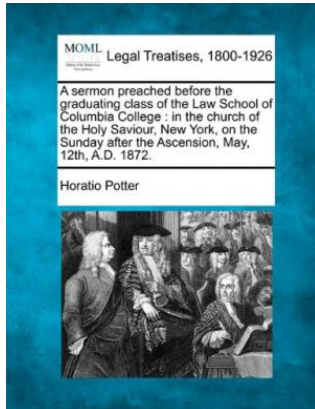 MOML Legal Treatises, 1800-1926
A sermon preached before the
graduating class of the Law School of
Columbia College : in the church of
the Holy Saviour, New York, on the
Sunday after the Ascension, May,
12th, A.D. 1872.
Horatio Potter